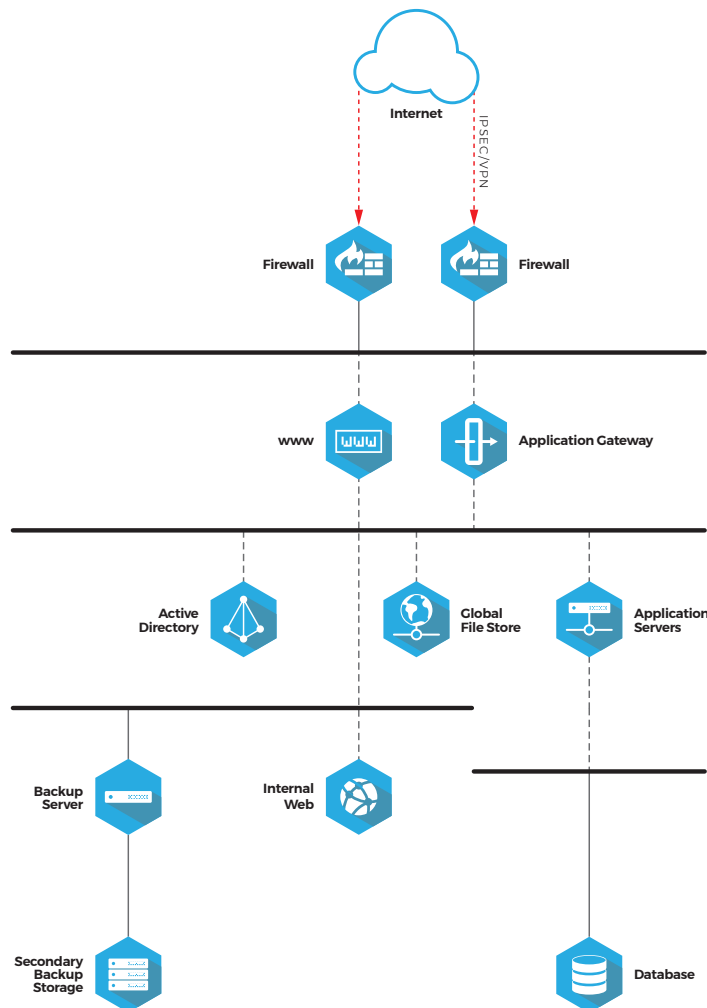 Internet
IPSEC/VPN
Firewall
Firewall
www
www
Application Gateway
Active
Directory
Global
File Store
Application
Servers
Backup
Server
Internal
Web
Secondary
Backup
Storage
Database